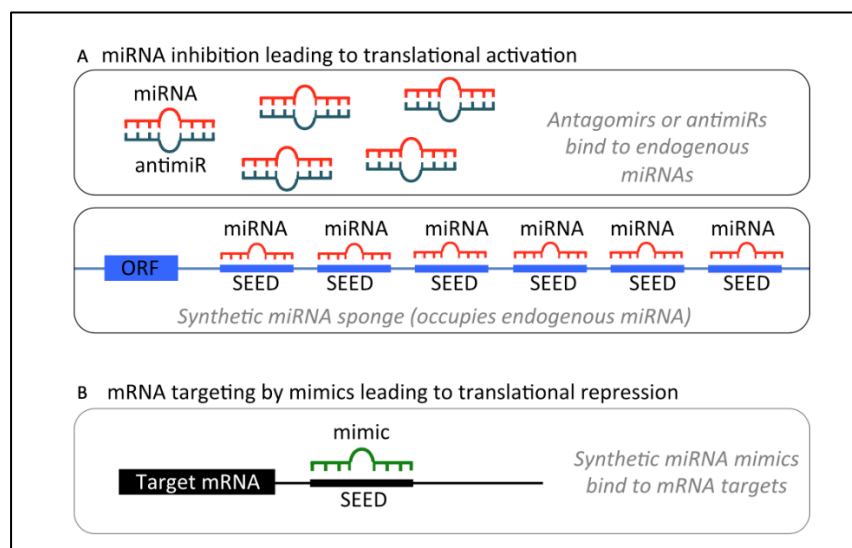 A miRNA inhibition leading to translational activation
miRNA
antimiR
Antagomirs or antimiRs
bind to endogenous
miRNAs
miRNA miRNA miRNA miRNA miRNA miRNA
ORF
SEED SEED SEED SEED SEED SEED
Synthetic miRNA sponge (occupies endogenous miRNA)
B mRNA targeting by mimics leading to translational repression
mimic
Target mRNA
SEED
Synthetic miRNA mimics
bind to mRNA targets